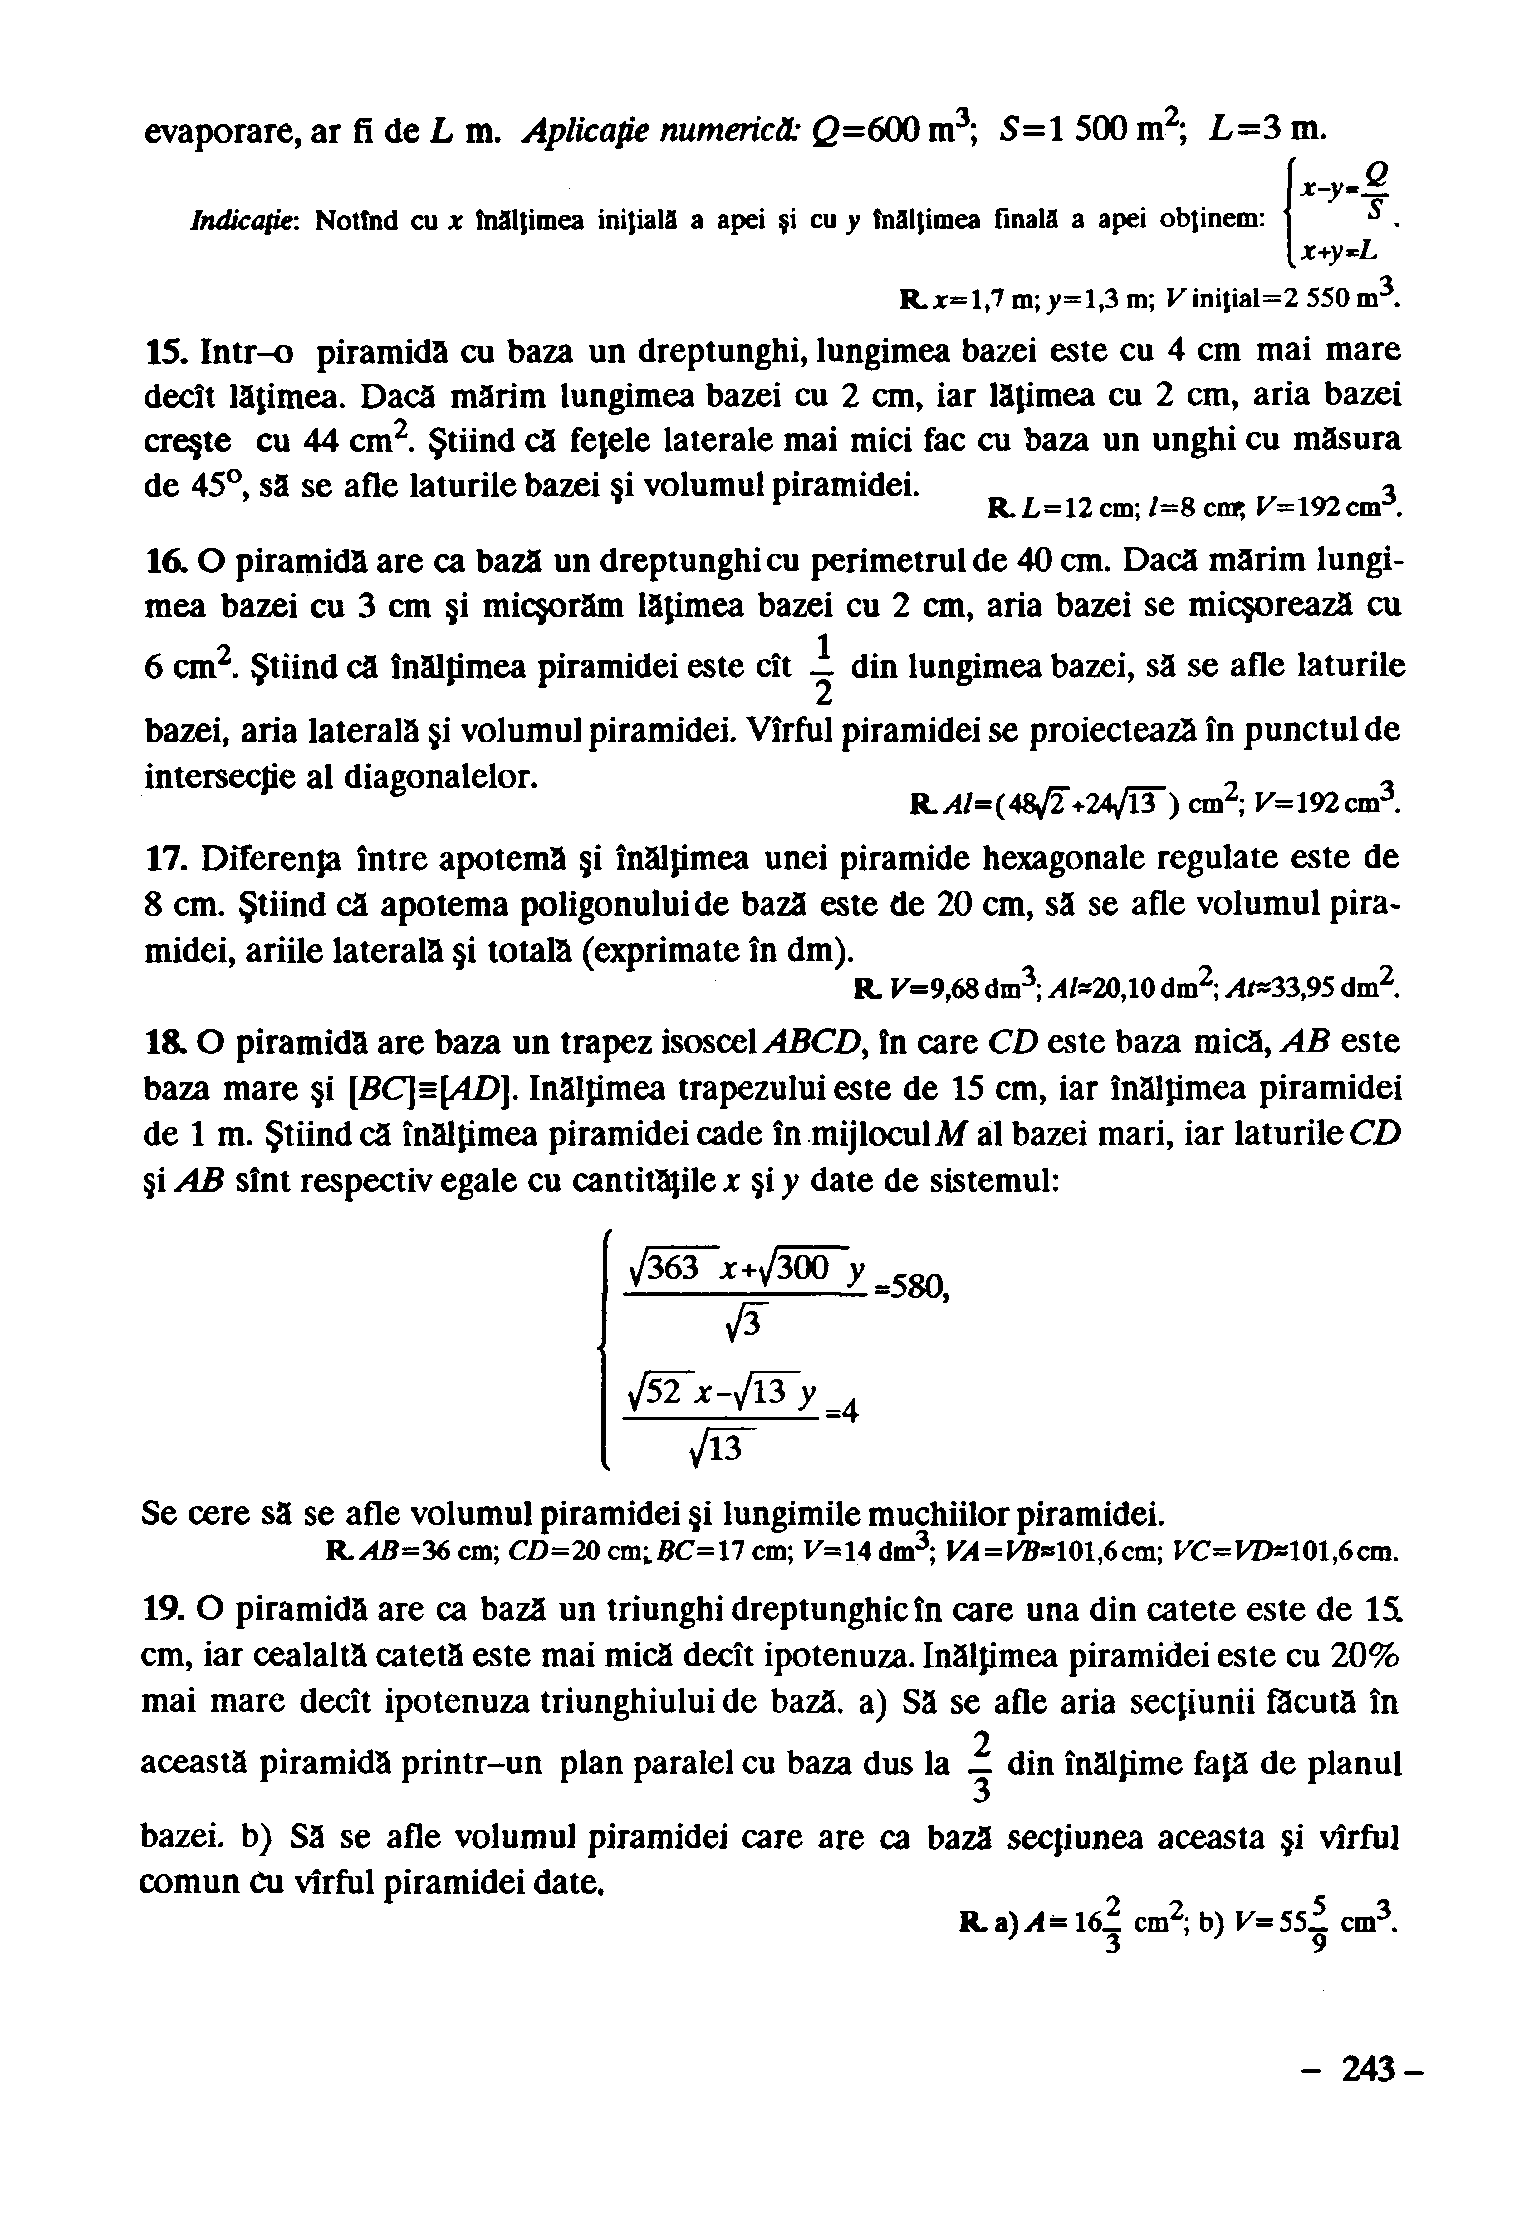 evaporare, ar fi de L m. Aplicație numerică: Q=600 m³; S=1 500 m²; L=3 m.
Indicație: Notînd cu x înălțimea inițială a apei și cu y înălțimea finală a apei obținem: { x-y=Q/S ; x+y=L .
R. x=1,7 m; y=1,3 m; V inițial=2 550 m³.
15. Intr-o piramidă cu baza un dreptunghi, lungimea bazei este cu 4 cm mai mare
decît lățimea. Dacă mărim lungimea bazei cu 2 cm, iar lățimea cu 2 cm, aria bazei
crește cu 44 cm². Știind că fețele laterale mai mici fac cu baza un unghi cu măsura
de 45°, să se afle laturile bazei și volumul piramidei.
R. L=12 cm; l=8 cm; V=192 cm³.
16. O piramidă are ca bază un dreptunghi cu perimetrul de 40 cm. Dacă mărim lungi-
mea bazei cu 3 cm și micșorăm lățimea bazei cu 2 cm, aria bazei se micșorează cu
6 cm². Știind că înălțimea piramidei este cît 1/2 din lungimea bazei, să se afle laturile
bazei, aria laterală și volumul piramidei. Vîrful piramidei se proiectează în punctul de
intersecție al diagonalelor.
R. Al=(48√2+24√13) cm²; V=192 cm³.
17. Diferența între apotemă și înălțimea unei piramide hexagonale regulate este de
8 cm. Știind că apotema poligonului de bază este de 20 cm, să se afle volumul pira-
midei, ariile laterală și totală (exprimate în dm).
R. V=9,68 dm³; Al≈20,10 dm²; At≈33,95 dm².
18. O piramidă are baza un trapez isoscel ABCD, în care CD este baza mică, AB este
baza mare și [BC]≡[AD]. Inălțimea trapezului este de 15 cm, iar înălțimea piramidei
de 1 m. Știind că înălțimea piramidei cade în mijlocul M al bazei mari, iar laturile CD
și AB sînt respectiv egale cu cantitățile x și y date de sistemul:
(√363 x+√300 y)/√3 =580,
(√52 x-√13 y)/√13 =4
Se cere să se afle volumul piramidei și lungimile muchiilor piramidei.
R. AB=36 cm; CD=20 cm; BC=17 cm; V=14 dm³; VA=VB≈101,6 cm; VC=VD≈101,6 cm.
19. O piramidă are ca bază un triunghi dreptunghic în care una din catete este de 15
cm, iar cealaltă catetă este mai mică decît ipotenuza. Inălțimea piramidei este cu 20%
mai mare decît ipotenuza triunghiului de bază. a) Să se afle aria secțiunii făcută în
această piramidă printr-un plan paralel cu baza dus la 2/3 din înălțime față de planul
bazei. b) Să se afle volumul piramidei care are ca bază secțiunea aceasta și vîrful
comun cu vîrful piramidei date.
R. a) A= 16 2/3 cm²; b) V= 55 5/9 cm³.
- 243 -